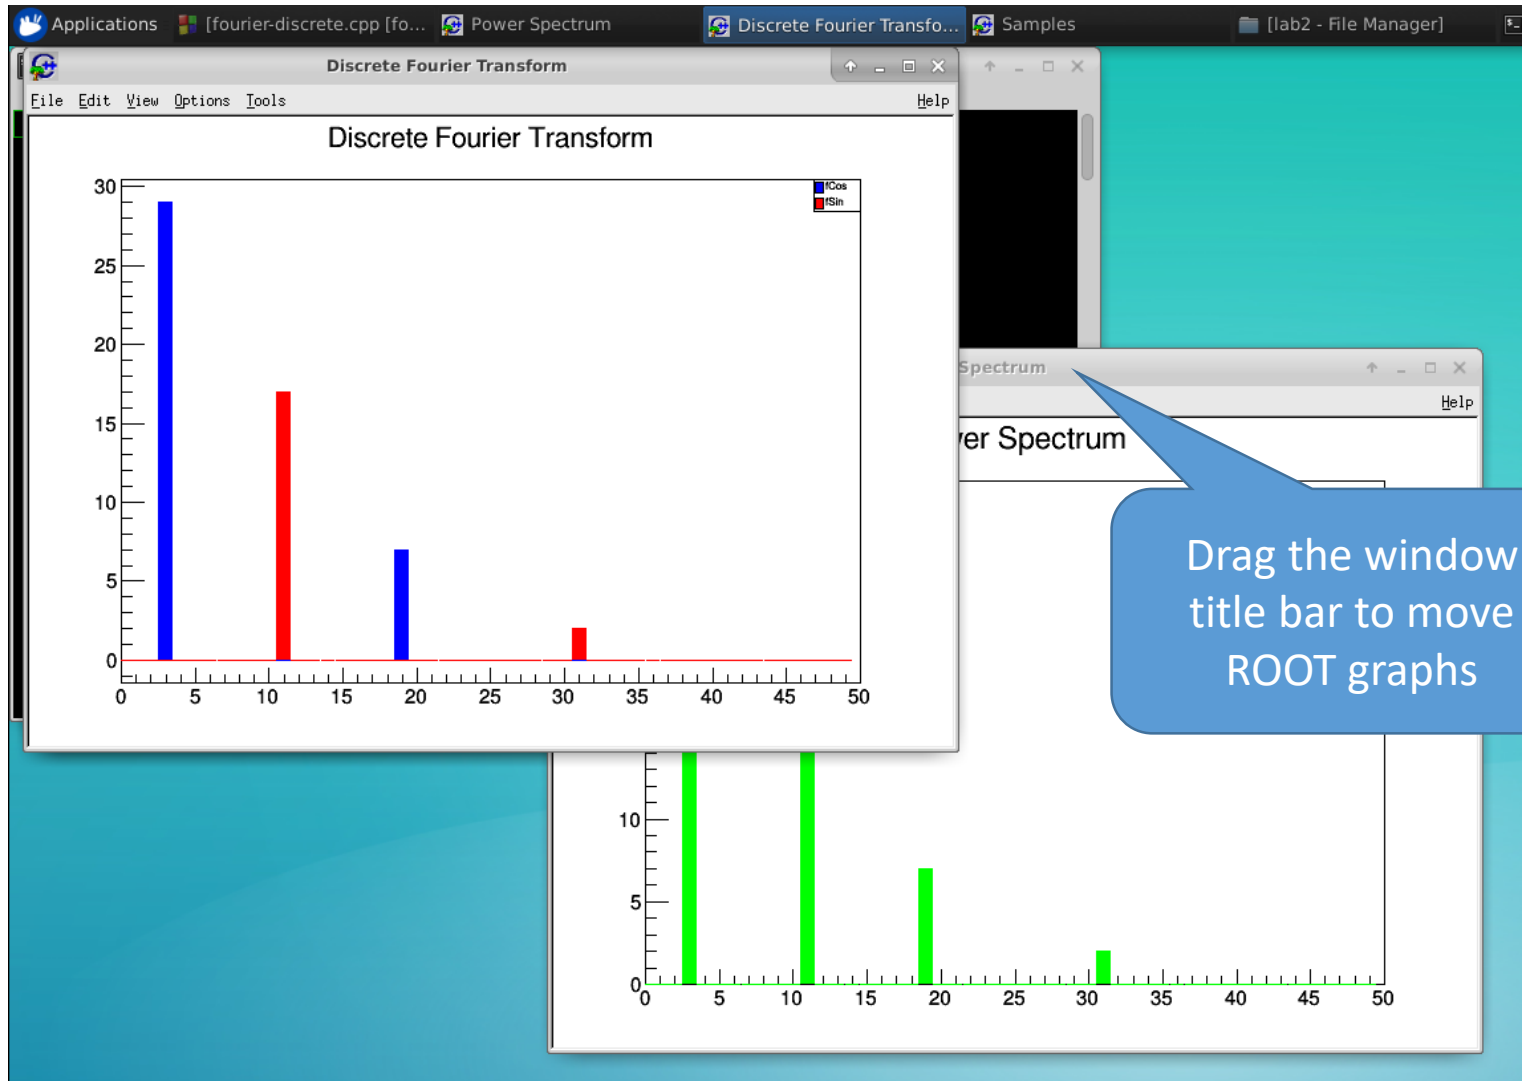 Applications
[fourier-discrete.cpp [fo...
Power Spectrum
Discrete Fourier Transfo...
Samples
[lab2 - File Manager]
Discrete Fourier Transform
File Edit View Options Tools Help
Discrete Fourier Transform
fCos
fSin
30
25
20
15
10
5
0
0 5 10 15 20 25 30 35 40 45 50
Spectrum
Help
er Spectrum
Drag the window
title bar to move
ROOT graphs
10
5
0
0 5 10 15 20 25 30 35 40 45 50